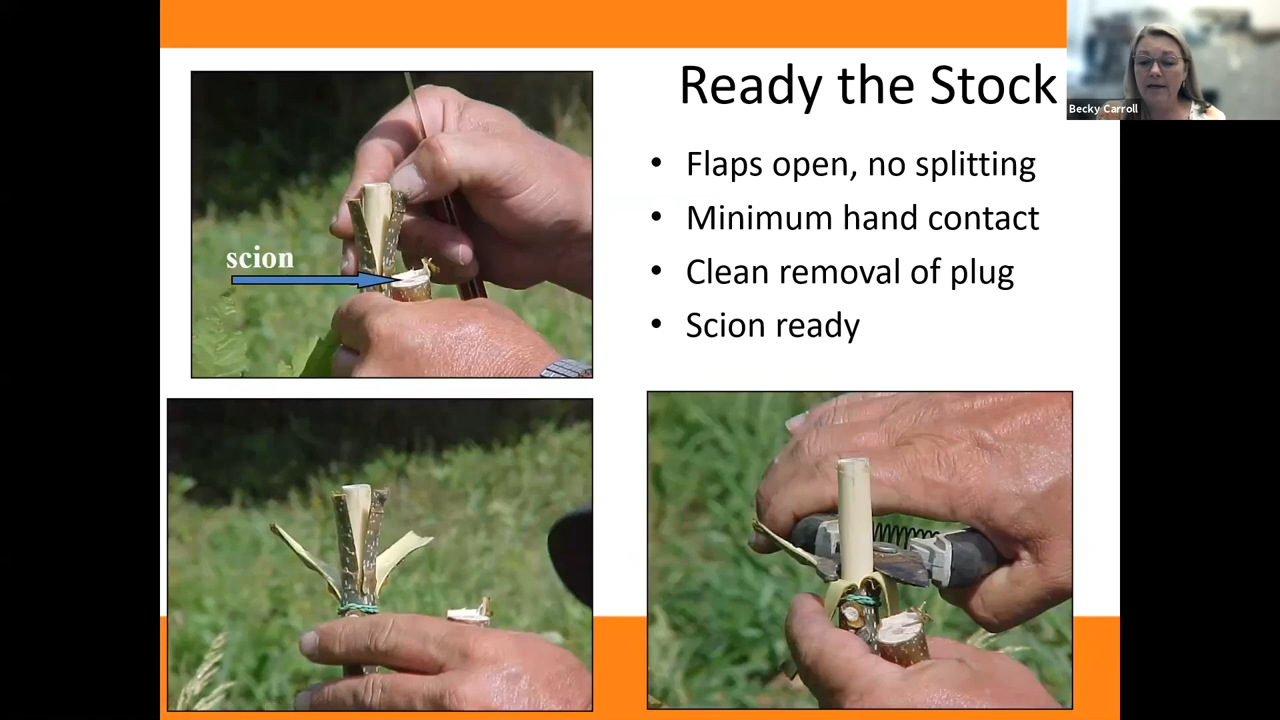 Ready the Stock
Becky Carroll
• Flaps open, no splitting
• Minimum hand contact
• Clean removal of plug
• Scion ready
scion